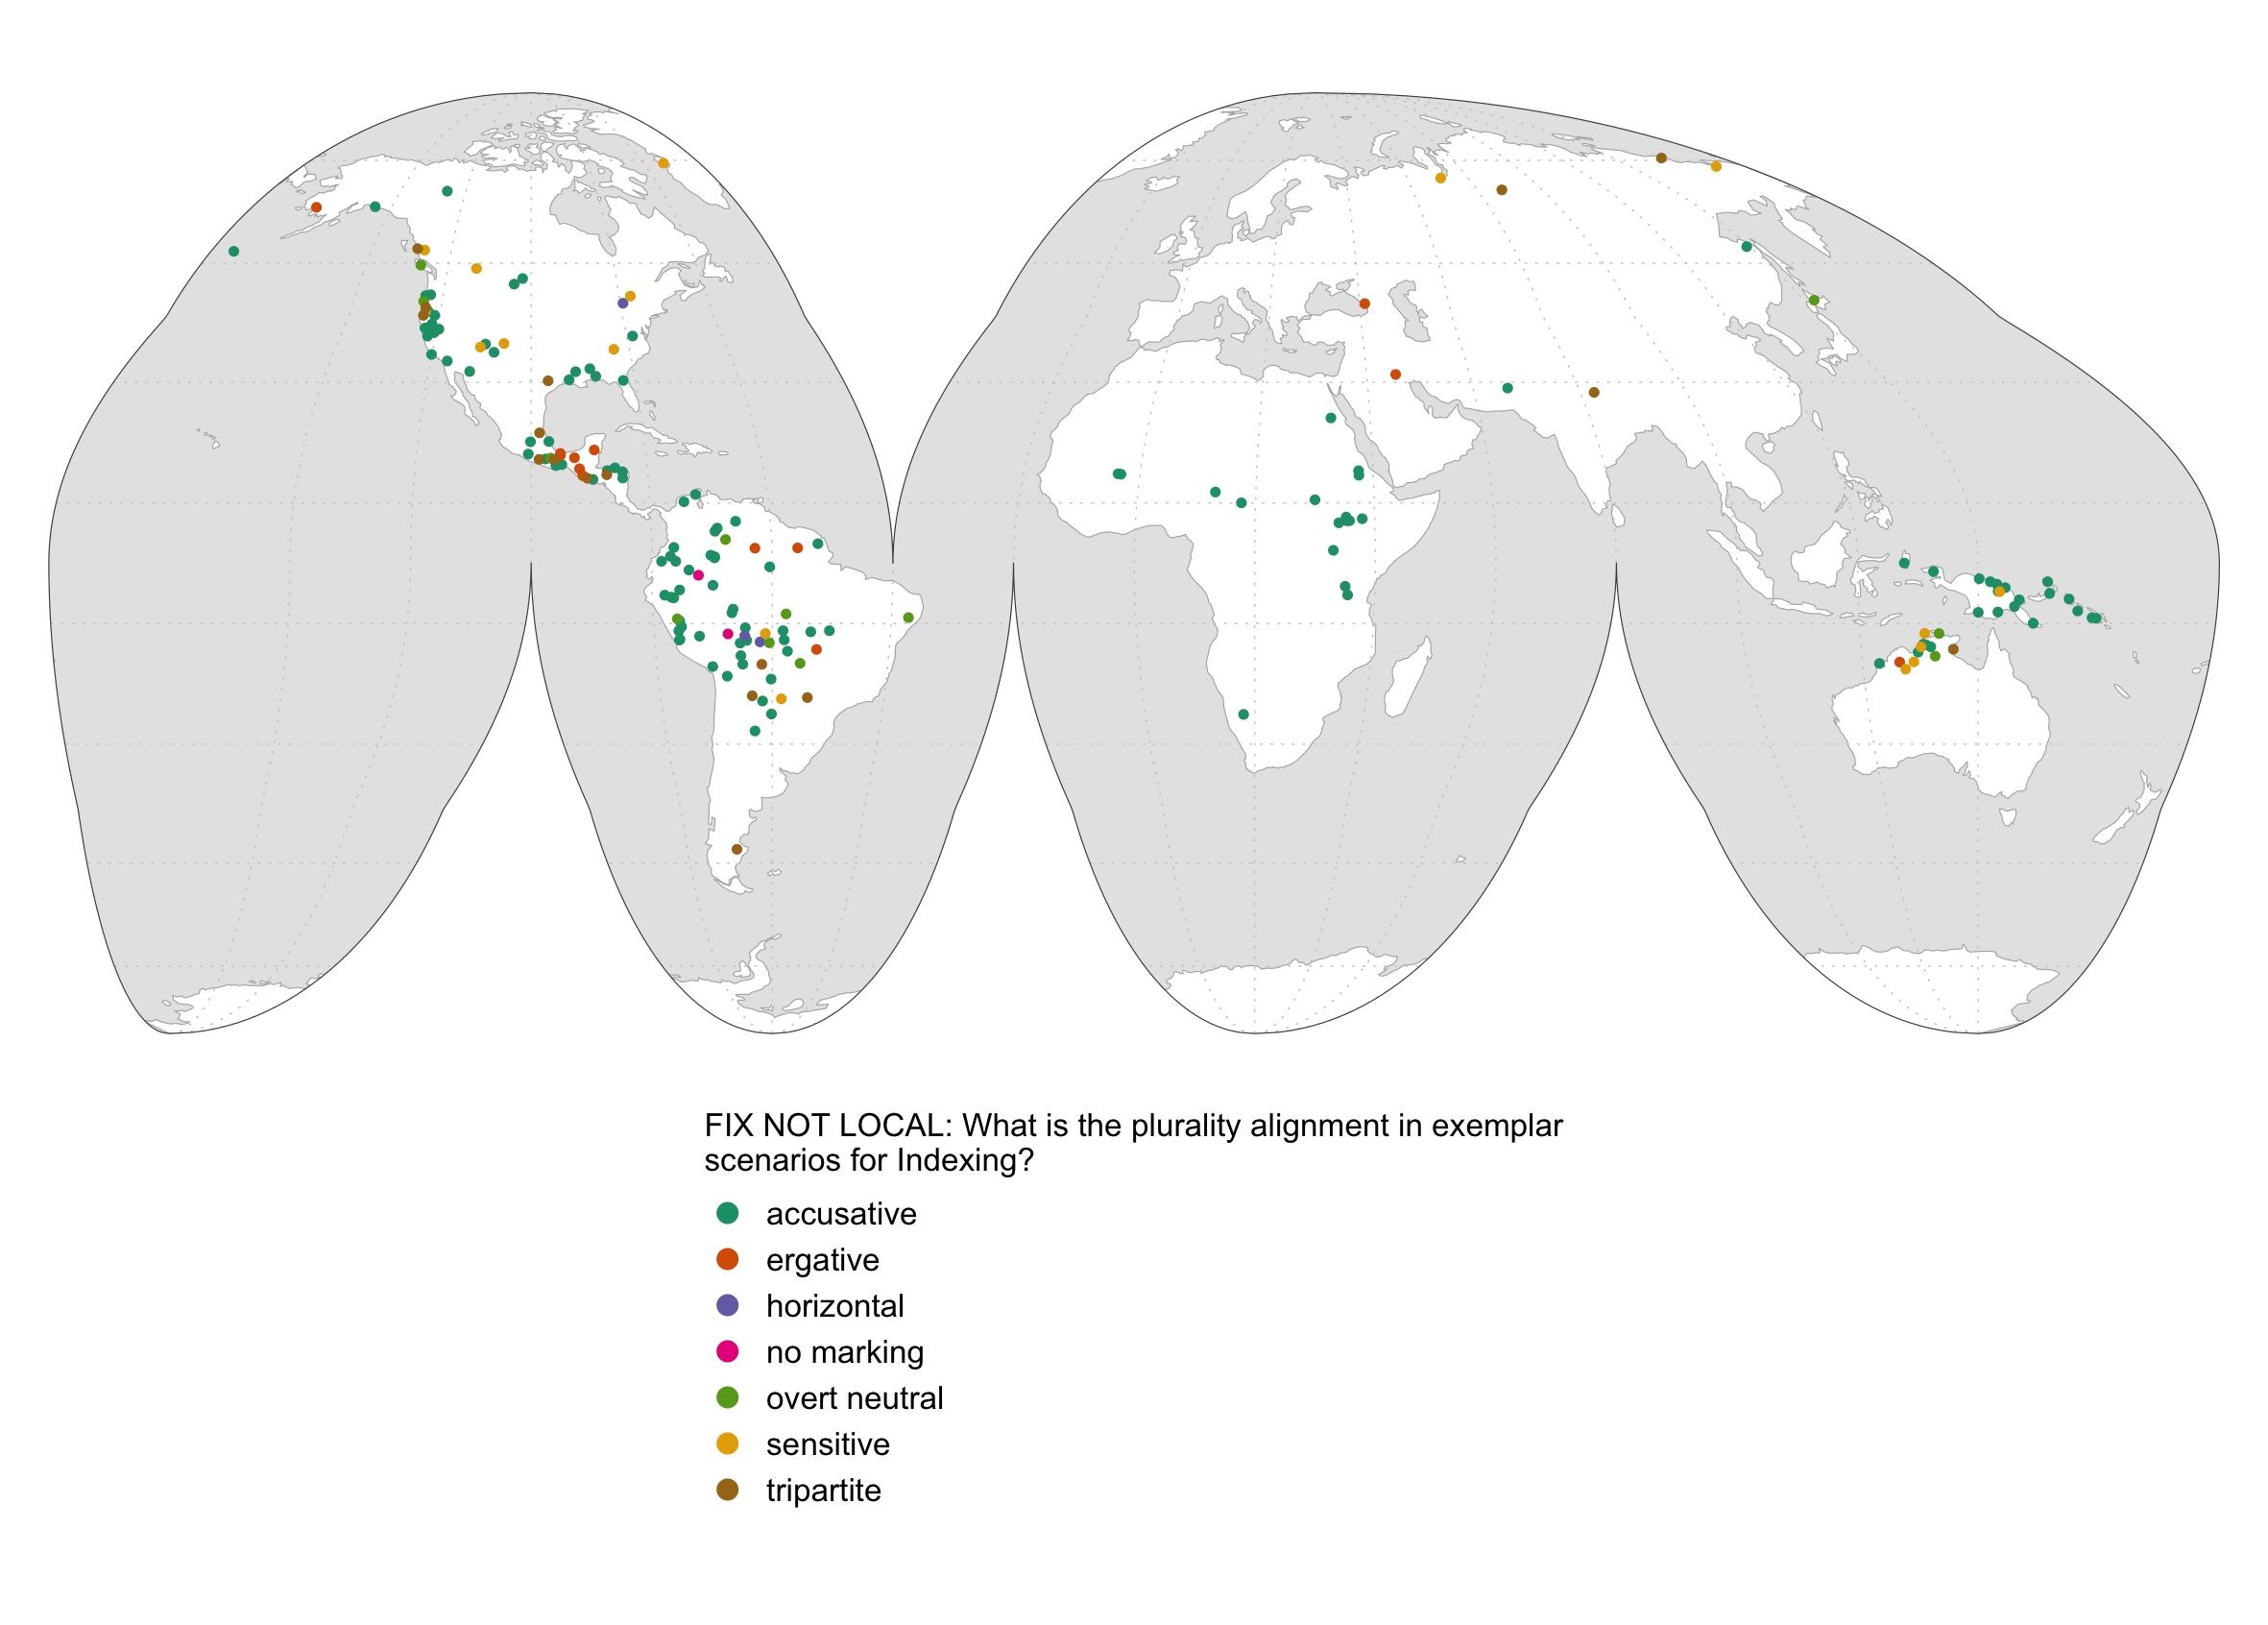 FIX NOT LOCAL: What is the plurality alignment in exemplar
scenarios for Indexing?
accusative
ergative
horizontal
no marking
overt neutral
sensitive
tripartite